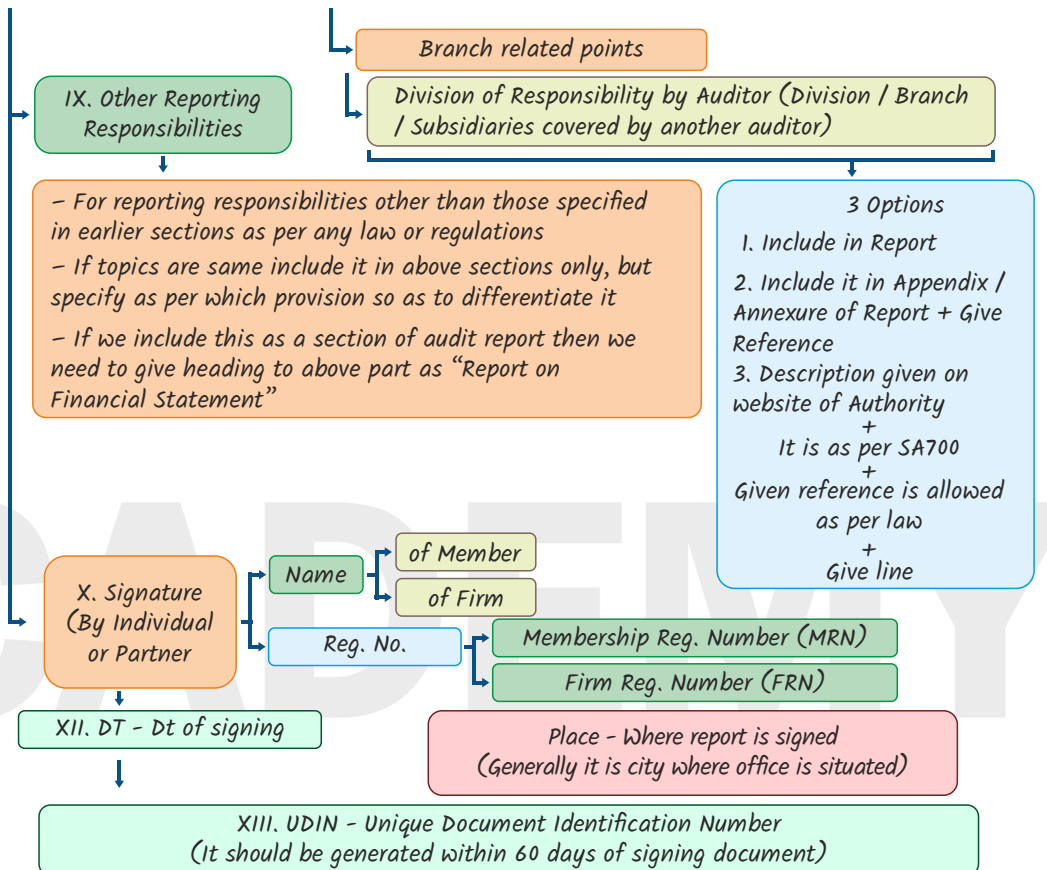 Branch related points
IX. Other Reporting
Responsibilities
Division of Responsibility by Auditor (Division / Branch
/ Subsidiaries covered by another auditor)
– For reporting responsibilities other than those specified
in earlier sections as per any law or regulations
– If topics are same include it in above sections only, but
specify as per which provision so as to differentiate it
– If we include this as a section of audit report then we
need to give heading to above part as “Report on
Financial Statement”
3 Options
1. Include in Report
2. Include it in Appendix /
Annexure of Report + Give
Reference
3. Description given on
website of Authority
+
It is as per SA700
+
Given reference is allowed
as per law
+
Give line
X. Signature
(By Individual
or Partner
Name
of Member
of Firm
Reg. No.
Membership Reg. Number (MRN)
Firm Reg. Number (FRN)
XII. DT - Dt of signing
Place - Where report is signed
(Generally it is city where office is situated)
XIII. UDIN - Unique Document Identification Number
(It should be generated within 60 days of signing document)
CADEMY